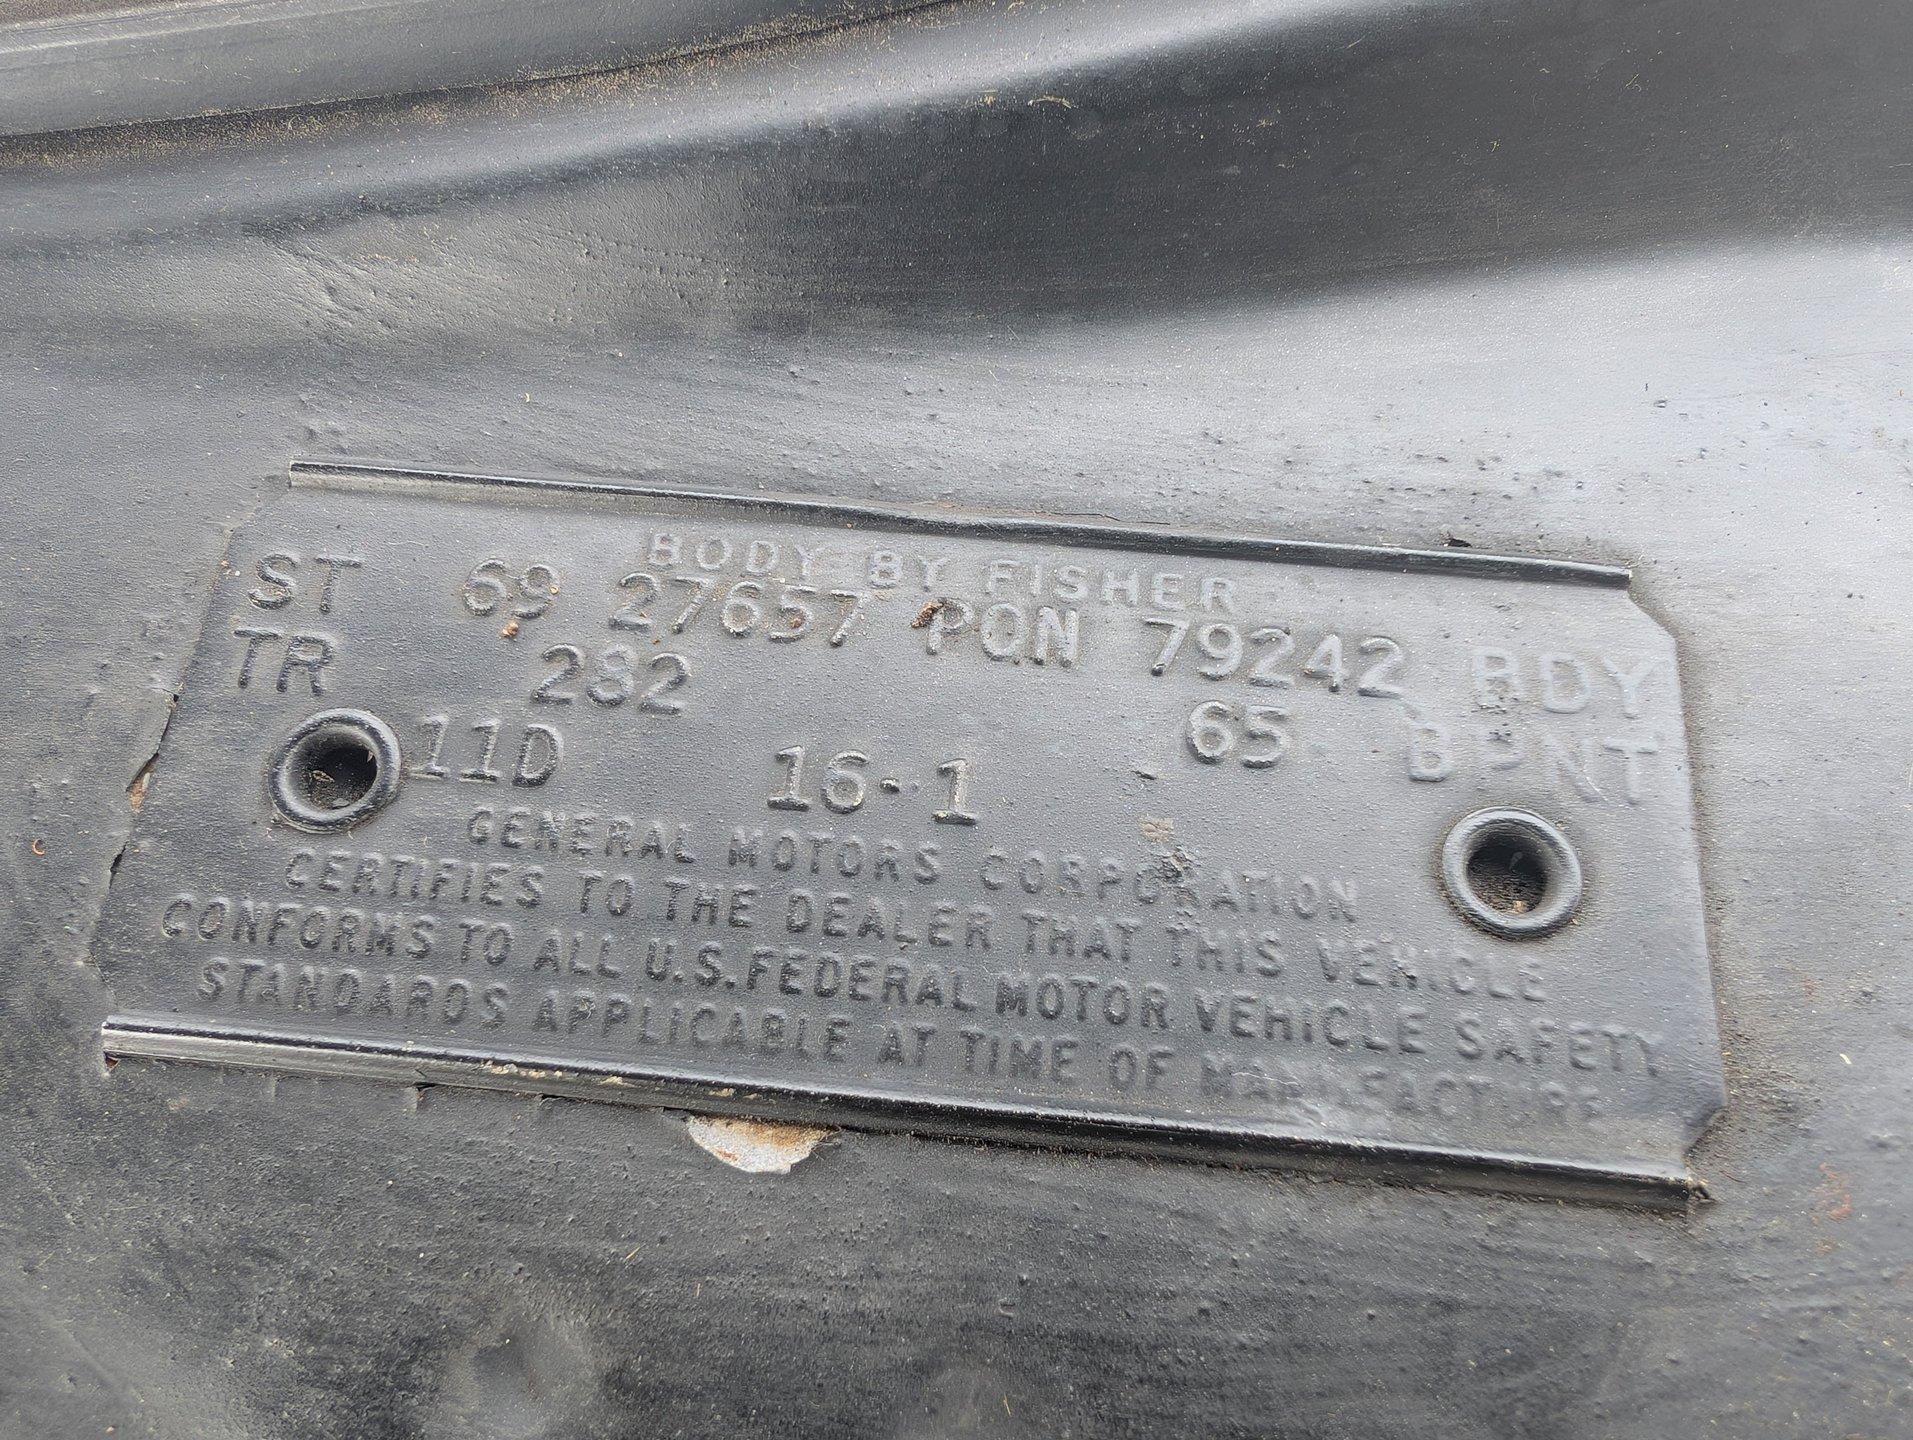 BODY BY FISHER
ST 69 27657 PON 79242 BDY
TR 282 65 B PNT
11D 16-1
GENERAL MOTORS CORPORATION
CERTIFIES TO THE DEALER THAT THIS VEHICLE
CONFORMS TO ALL U.S. FEDERAL MOTOR VEHICLE SAFETY
STANDARDS APPLICABLE AT TIME OF MANUFACTURE